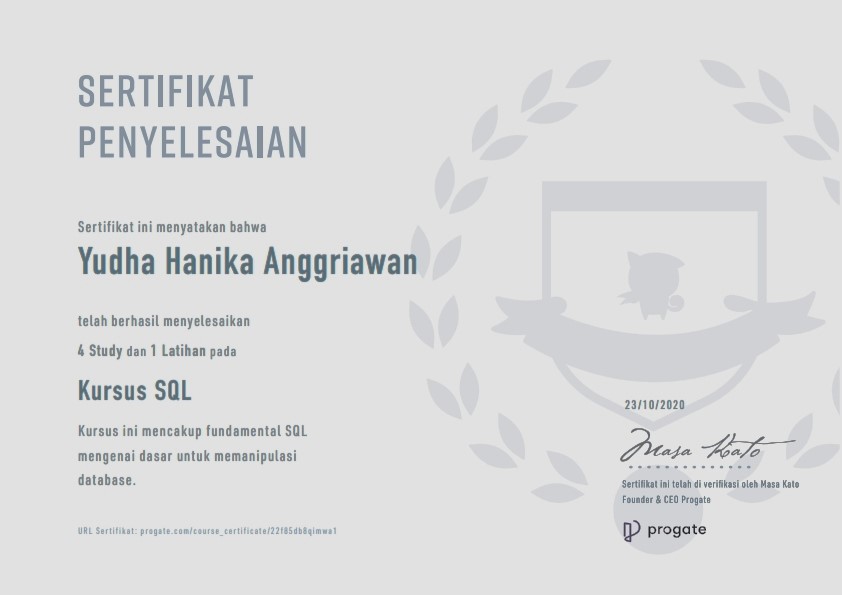 SERTIFIKAT
PENYELESAIAN
Sertifikat ini menyatakan bahwa
Yudha Hanika Anggriawan
telah berhasil menyelesaikan
4 Study dan 1 Latihan pada
Kursus SQL
Kursus ini mencakup fundamental SQL
mengenai dasar untuk memanipulasi
database.
URL Sertifikat: progate.com/course_certificate/22f85db8qimwa1
23/10/2020
Masa Kato
Sertifikat ini telah di verifikasi oleh Masa Kato
Founder & CEO Progate
progate